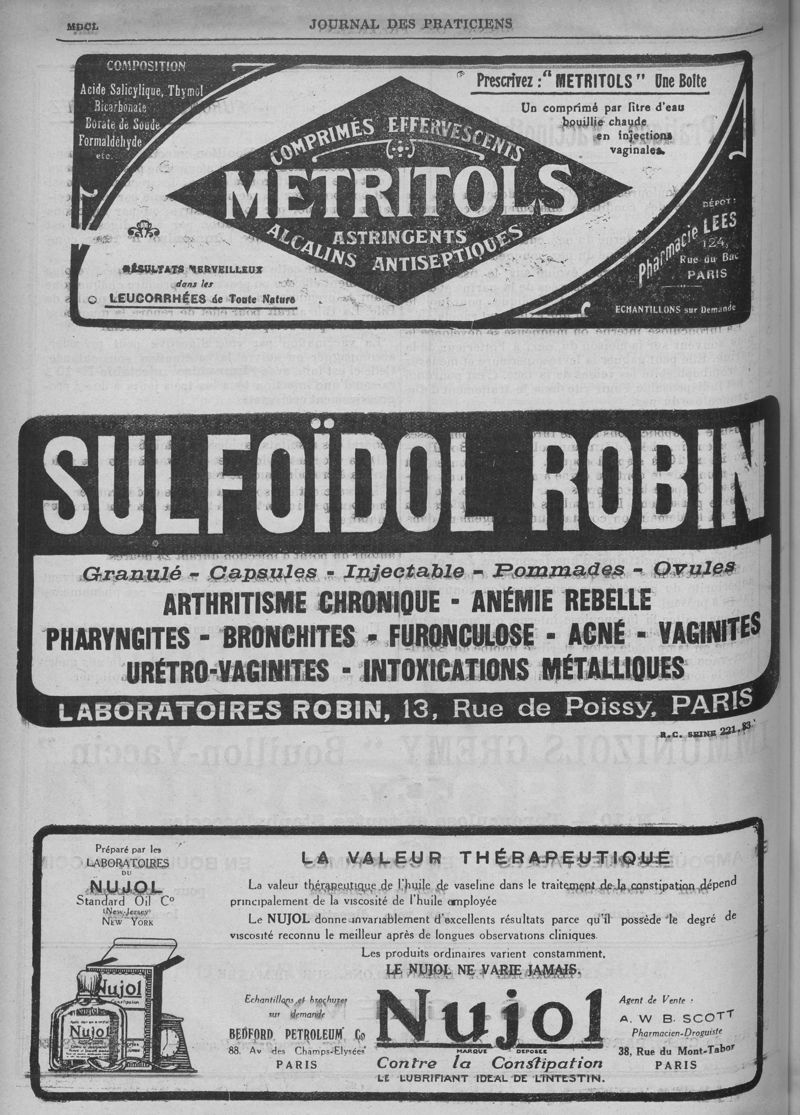 MDCL
JOURNAL DES PRATICIENS
COMPOSITION
Acide Salicylique, Thymol
Bicarbonate
Borate de Soude
Formaldéhyde
etc.
Prescrivez : "METRITOLS" Une Boîte
Un comprimé par litre d'eau
bouillie chaude
en injections
vaginales.
COMPRIMÉS EFFERVESCENTS
METRITOLS
ASTRINGENTS
ALCALINS ANTISEPTIQUES
RÉSULTATS MERVEILLEUX
dans les
LEUCORRHÉES de Toute Nature
DÉPOT :
Pharmacie LEES
124,
Rue du Bac
PARIS
ECHANTILLONS sur Demande
SULFOÏDOL ROBIN
Granulé - Capsules - Injectable - Pommades - Ovules
ARTHRITISME CHRONIQUE - ANÉMIE REBELLE
PHARYNGITES - BRONCHITES - FURONCULOSE - ACNÉ - VAGINITES
URÉTRO-VAGINITES - INTOXICATIONS MÉTALLIQUES
LABORATOIRES ROBIN, 13, Rue de Poissy, PARIS
R.C. SEINE 221.83
Préparé par les
LABORATOIRES
DU
NUJOL
Standard Oil Co
(New-Jersey)
NEW YORK
LA VALEUR THÉRAPEUTIQUE
La valeur thérapeutique de l'huile de vaseline dans le traitement de la constipation dépend
principalement de la viscosité de l'huile employée
Le NUJOL donne invariablement d'excellents résultats parce qu'il possède le degré de
viscosité reconnu le meilleur après de longues observations cliniques.
Les produits ordinaires varient constamment,
LE NUJOL NE VARIE JAMAIS.
Nujol
Constipation
Nujol
Echantillons et brochures
sur demande
BEDFORD PETROLEUM Co
88. Av des Champs-Elysées
PARIS
Nujol
MARQUE DEPOSÉE
Contre la Constipation
LE LUBRIFIANT IDEAL DE L'INTESTIN.
Agent de Vente :
A. W B. SCOTT
Pharmacien-Droguiste
38, Rue du Mont-Tabor
PARIS